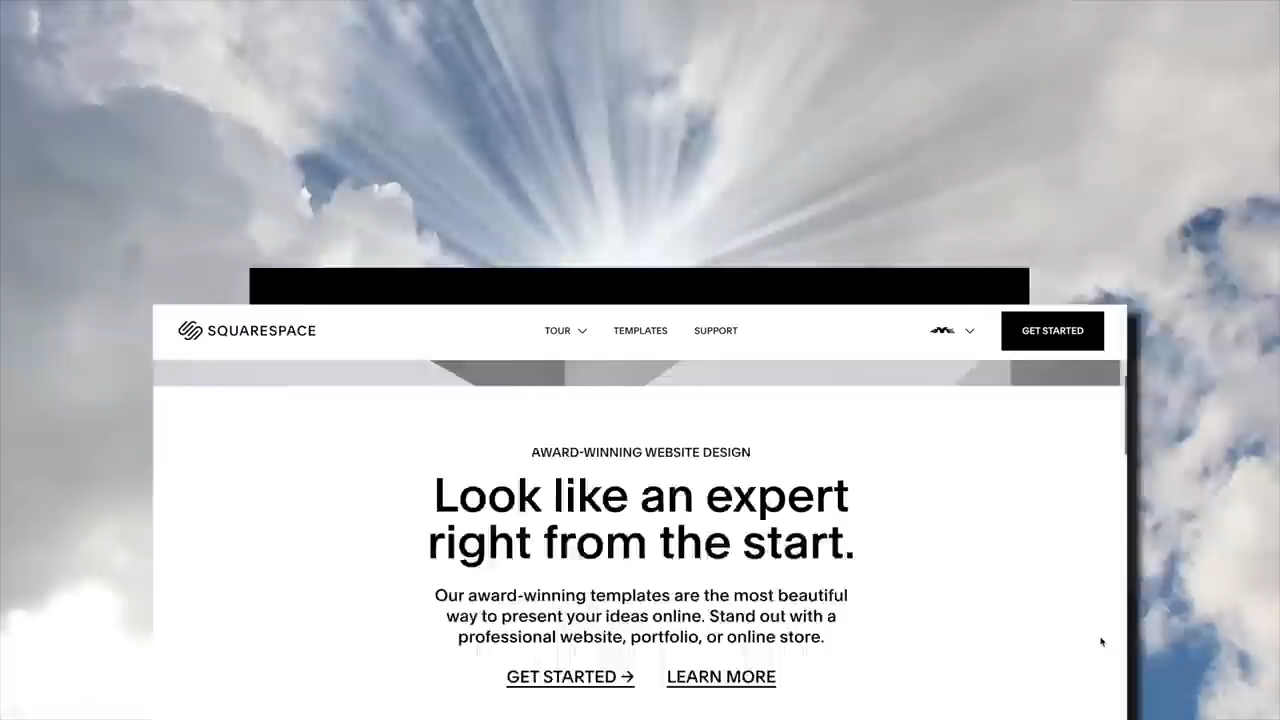 SQUARESPACE
TOUR
TEMPLATES
SUPPORT
GET STARTED
AWARD-WINNING WEBSITE DESIGN
Look like an expert
right from the start.
Our award-winning templates are the most beautiful
way to present your ideas online. Stand out with a
professional website, portfolio, or online store.
GET STARTED →
LEARN MORE